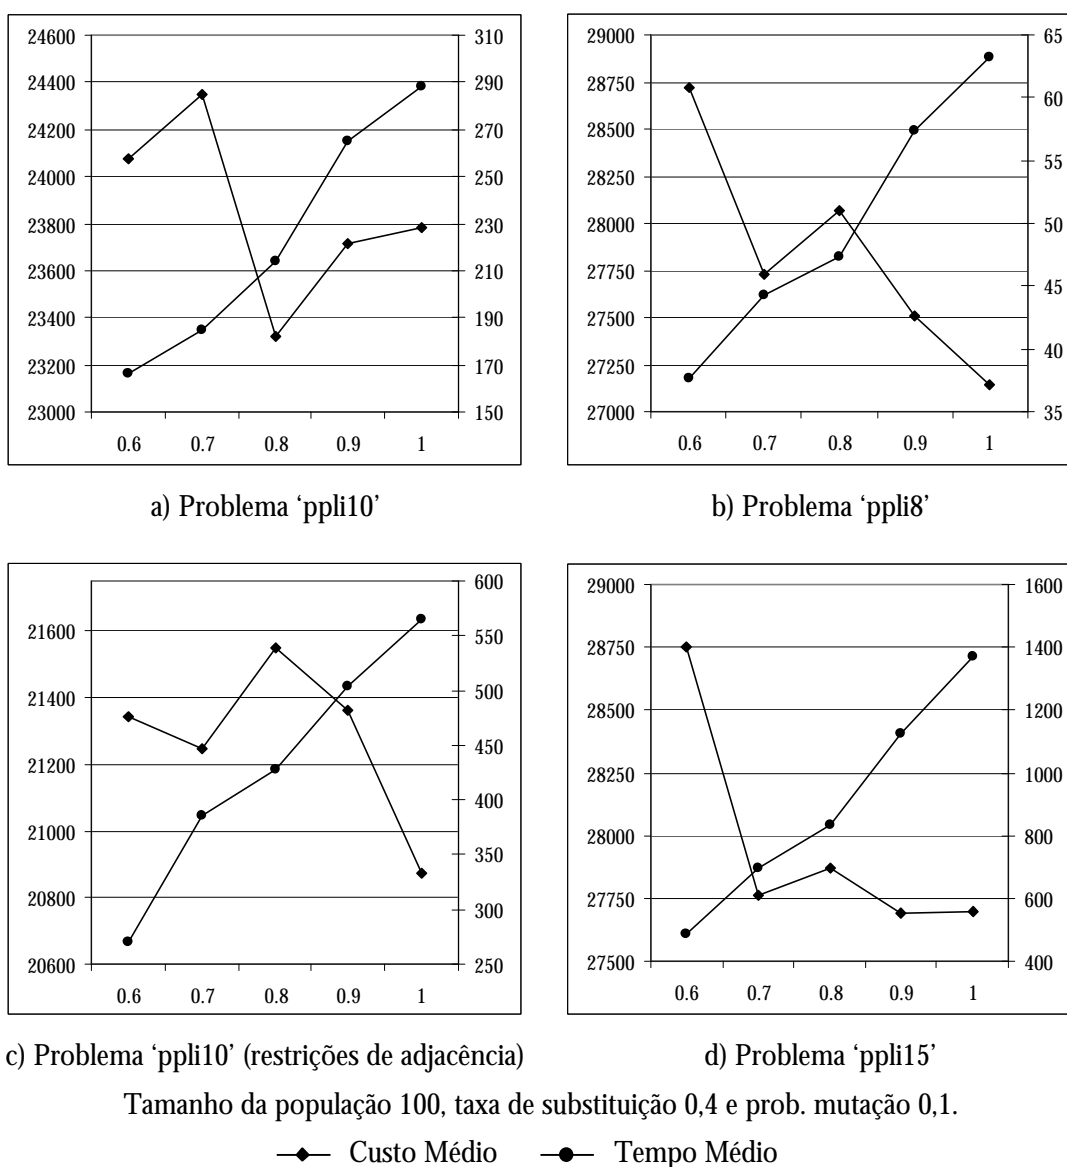 24600 310 29000 65
24400 290 28750 60
24200 270 28500 55
24000 250 28250
23800 230 28000 50
23600 210 27750 45
23400 190 27500
23200 170 27250 40
23000 150 27000 35
0.6 0.7 0.8 0.9 1 0.6 0.7 0.8 0.9 1
a) Problema ‘ppli10’ b) Problema ‘ppli8’
600 29000 1600
21600 550 28750 1400
21400 500 28500 1200
21200 450 28250 1000
21000 400 28000 800
20800 350 27750 600
300
20600 250 27500 400
0.6 0.7 0.8 0.9 1 0.6 0.7 0.8 0.9 1
c) Problema ‘ppli10’ (restrições de adjacência) d) Problema ‘ppli15’
Tamanho da população 100, taxa de substituição 0,4 e prob. mutação 0,1.
Custo Médio Tempo Médio